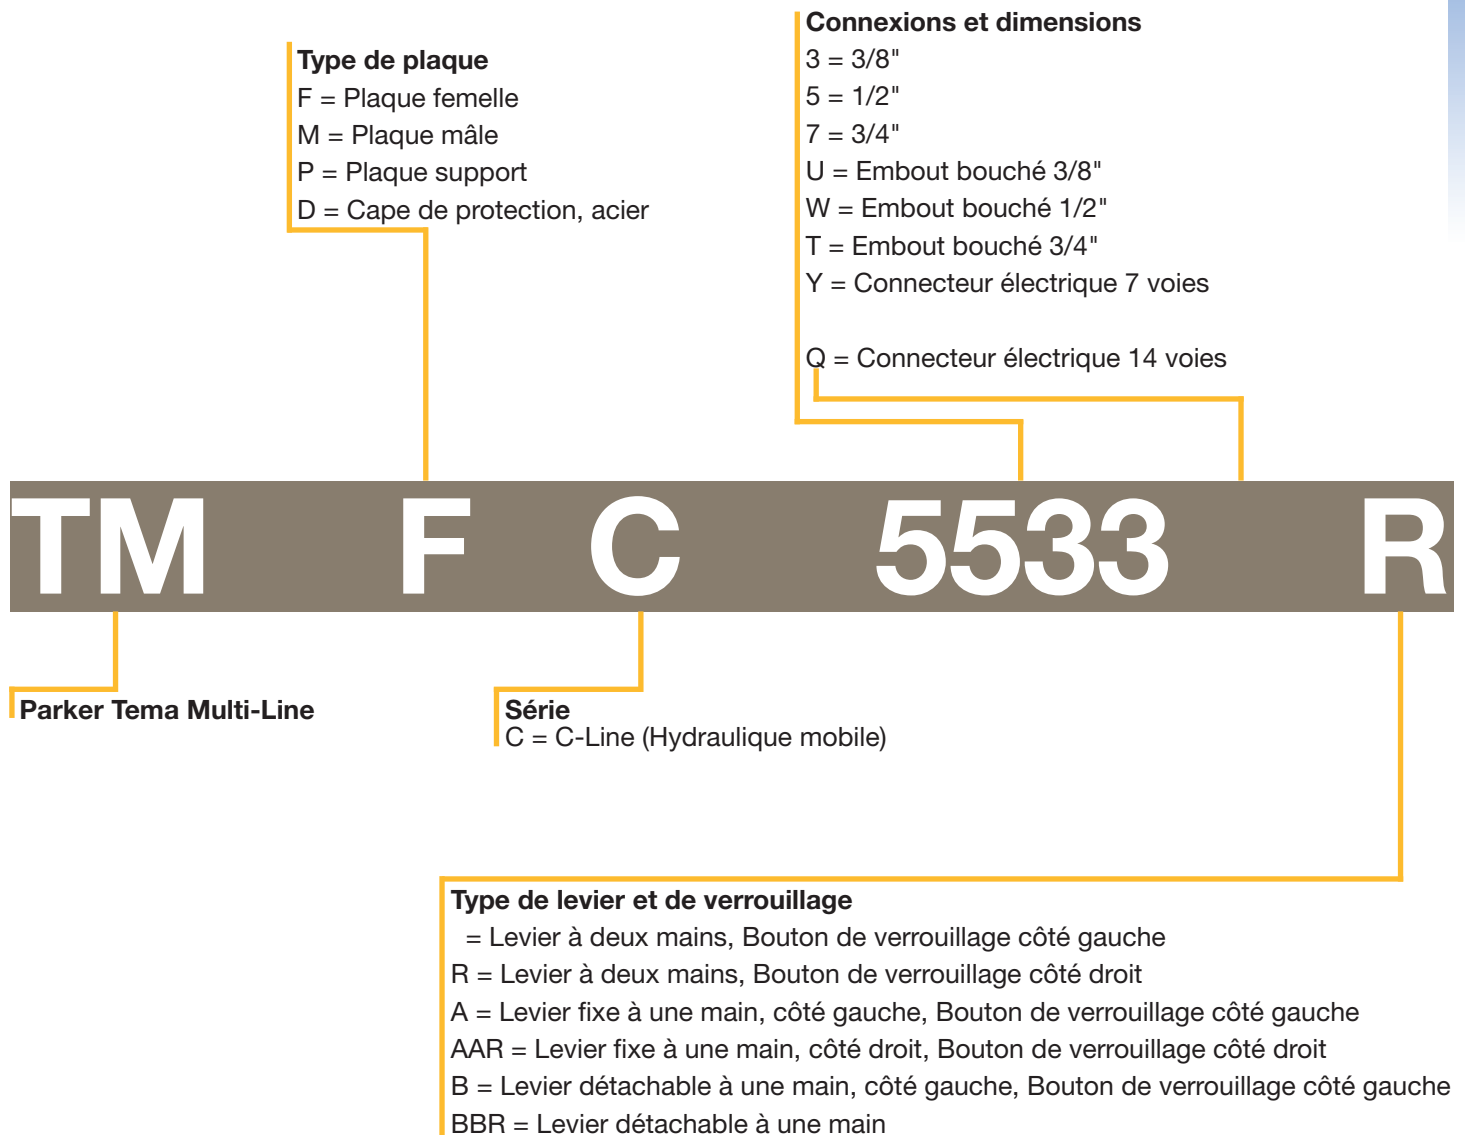 Type de plaque
F = Plaque femelle
M = Plaque mâle
P = Plaque support
D = Cape de protection, acier
Connexions et dimensions
3 = 3/8"
5 = 1/2"
7 = 3/4"
U = Embout bouché 3/8"
W = Embout bouché 1/2"
T = Embout bouché 3/4"
Y = Connecteur électrique 7 voies
Q = Connecteur électrique 14 voies
TM F C 5533 R
Parker Tema Multi-Line
Série
C = C-Line (Hydraulique mobile)
Type de levier et de verrouillage
= Levier à deux mains, Bouton de verrouillage côté gauche
R = Levier à deux mains, Bouton de verrouillage côté droit
A = Levier fixe à une main, côté gauche, Bouton de verrouillage côté gauche
AAR = Levier fixe à une main, côté droit, Bouton de verrouillage côté droit
B = Levier détachable à une main, côté gauche, Bouton de verrouillage côté gauche
BBR = Levier détachable à une main